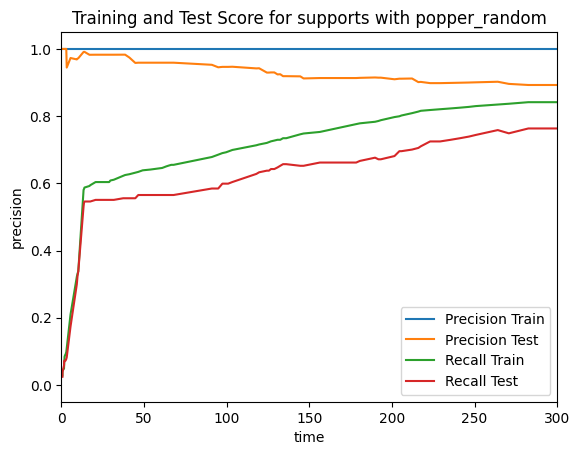 Training and Test Score for supports with popper_random
precision
1.0
0.8
0.6
0.4
0.2
0.0
0
50
100
150
200
250
300
time
Precision Train
Precision Test
Recall Train
Recall Test